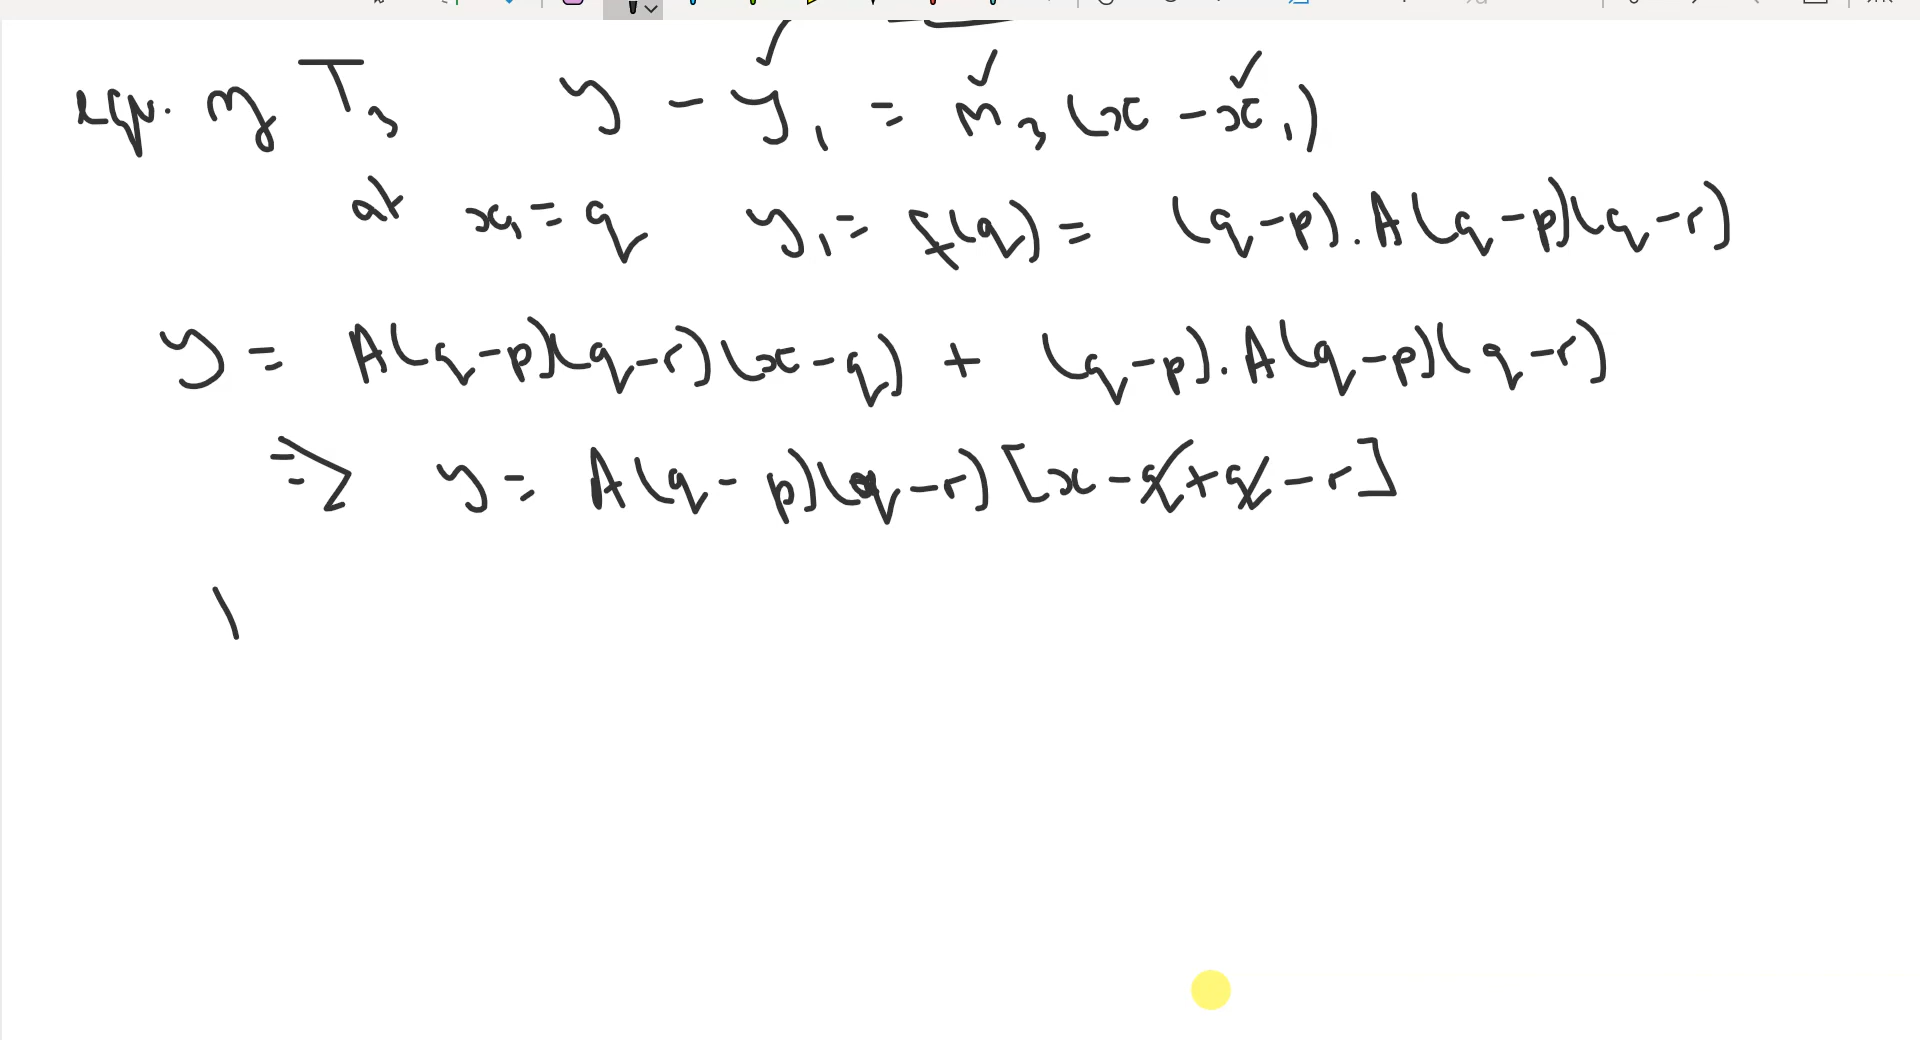 eqn. of T₃ y - y₁ = m₃(x - x₁)
at x₁ = q y₁ = f(q) = (q-p).A(q-p)(q-r)
y = A(q-p)(q-r)(x-q) + (q-p).A(q-p)(q-r)
=> y = A(q-p)(q-r)[x-q+q-r]
\